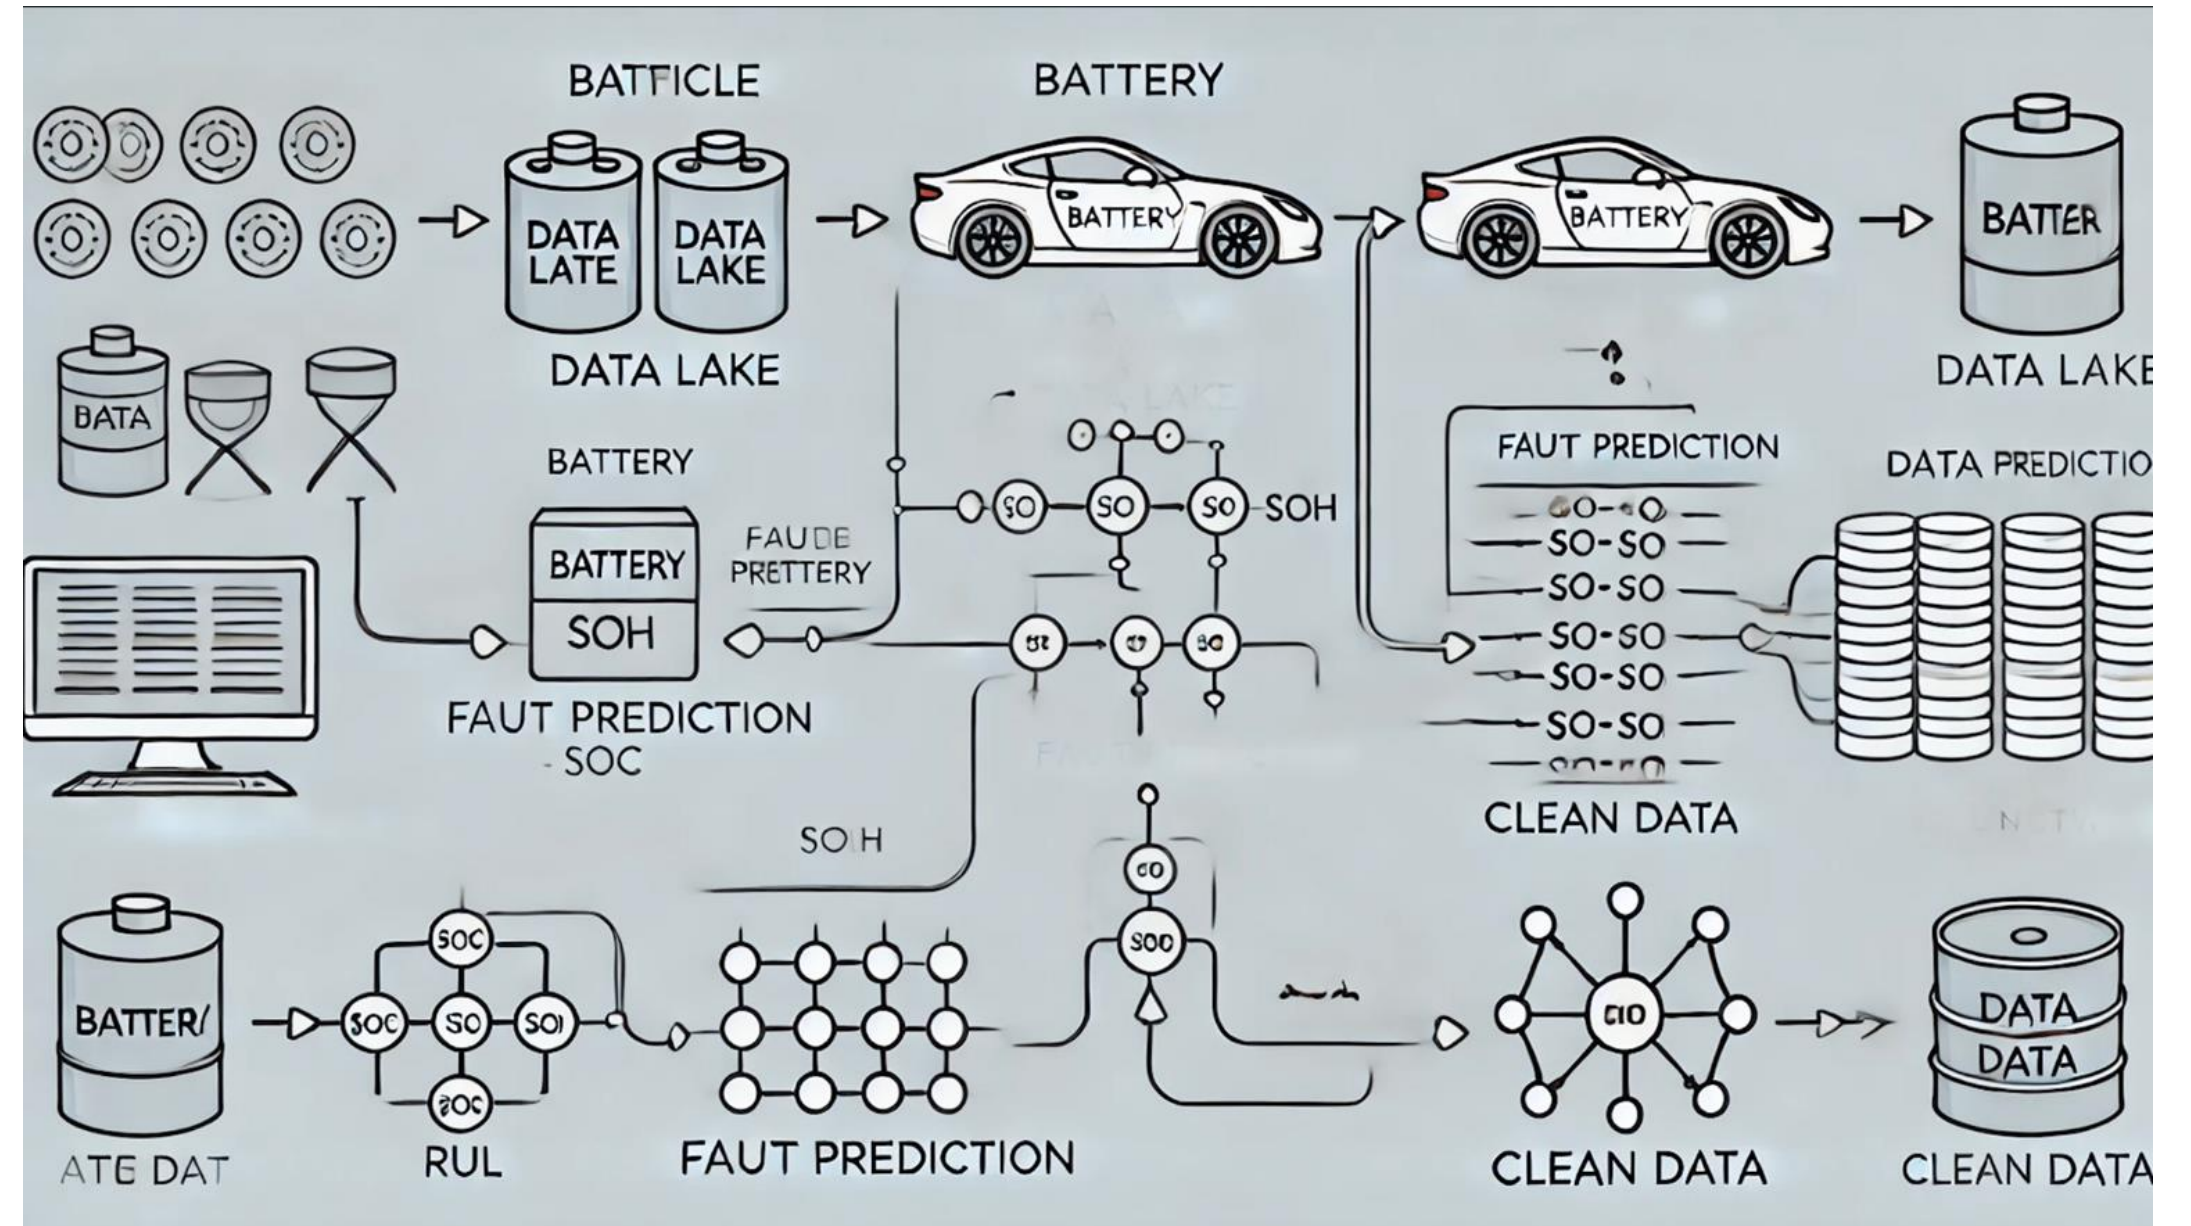 BATFICLE
BATTERY
DATA
LATE
DATA
LAKE
BATTERY
BATTERY
BATTER
DATA LAKE
DATA LAKE
BATA
BATTERY
BATTERY
SOH
FAUDE
PRETTERY
FAUT PREDICTION
- SOC
SO
SO
SO
SOH
FAUT PREDICTION
SO-SO
SO-SO
SO-SO
SO-SO
SO-SO
CLEAN DATA
DATA PREDICTIO
SO H
BATTER/
ATE DAT
SOC
SOC
SO
SOI
RUL
FAUT PREDICTION
SOD
CLEAN DATA
DATA
DATA
CLEAN DATA